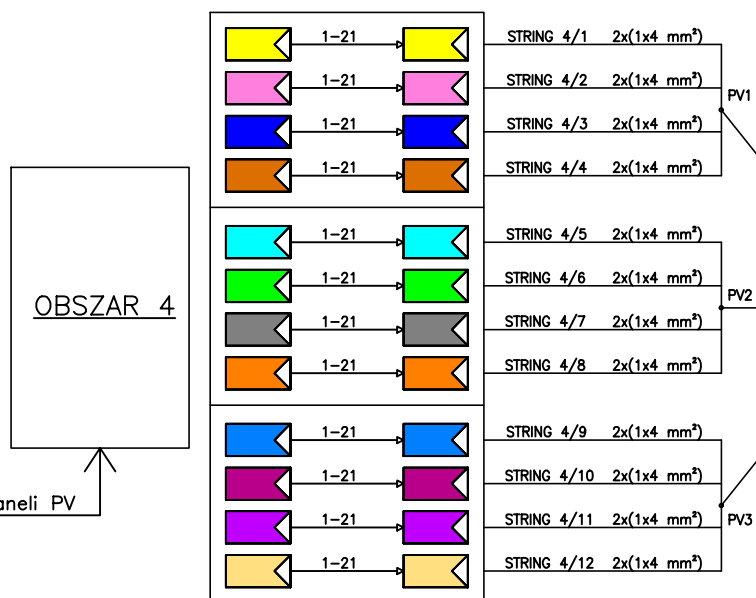 1-21 STRING 4/1 2x(1x4 mm²)
1-21 STRING 4/2 2x(1x4 mm²)
PV1
1-21 STRING 4/3 2x(1x4 mm²)
1-21 STRING 4/4 2x(1x4 mm²)
1-21 STRING 4/5 2x(1x4 mm²)
1-21 STRING 4/6 2x(1x4 mm²)
PV2
OBSZAR 4
1-21 STRING 4/7 2x(1x4 mm²)
1-21 STRING 4/8 2x(1x4 mm²)
1-21 STRING 4/9 2x(1x4 mm²)
1-21 STRING 4/10 2x(1x4 mm²)
aneli PV
1-21 STRING 4/11 2x(1x4 mm²)
PV3
1-21 STRING 4/12 2x(1x4 mm²)